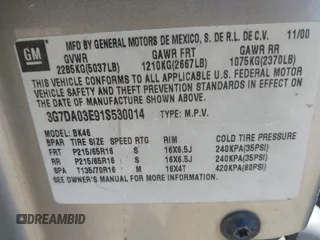 GM
MFD BY GENERAL MOTORS DE MEXICO, S. DE R.L. DE C.V. 11/00
GVWR GAWR FRT GAWR RR
2285KG(5037LB) 1210KG(2667LB) 1075KG(2370LB)
THIS VEHICLE CONFORMS TO ALL APPLICABLE U.S. FEDERAL MOTOR
VEHICLE SAFETY AND THEFT PREVENTION STANDARDS IN EFFECT ON THE
DATE OF MANUFACTURE SHOWN ABOVE.
3G7DA03E91S530014 TYPE: M.P.V.
MODEL: BK46
BPAR TIRE SIZE SPEED RTG RIM COLD TIRE PRESSURE
FRT P215/65R16 S 16X6.5J 240KPA(35PSI)
RR P215/65R16 S 16X6.5J 240KPA(35PSI)
SPA T135/70R16 M 16X4T 420KPA(60PSI)
SEE OWNER'S MANUAL FOR MORE INFORMATION.
©DREAMBID